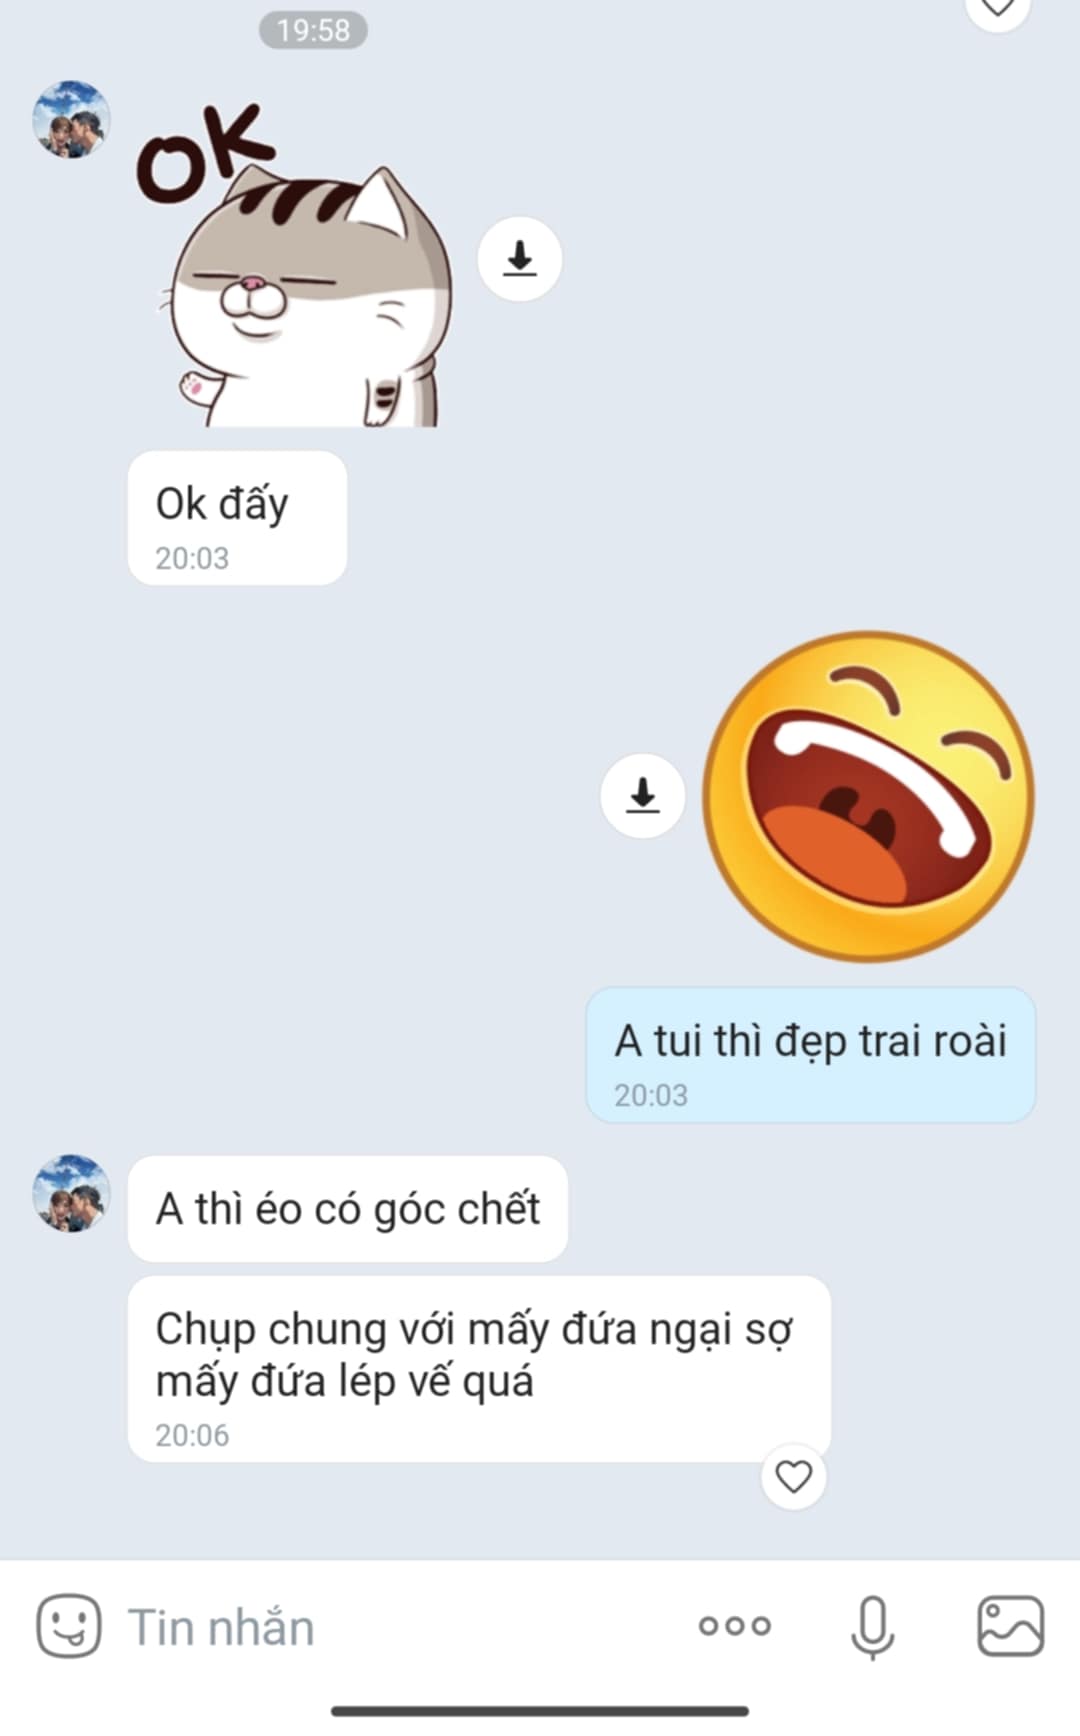 19:58
OK
Ok đấy
20:03
A tui thì đẹp trai roài
20:03
A thì éo có góc chết
Chụp chung với mấy đứa ngại sợ
mấy đứa lép vế quá
20:06
Tin nhắn